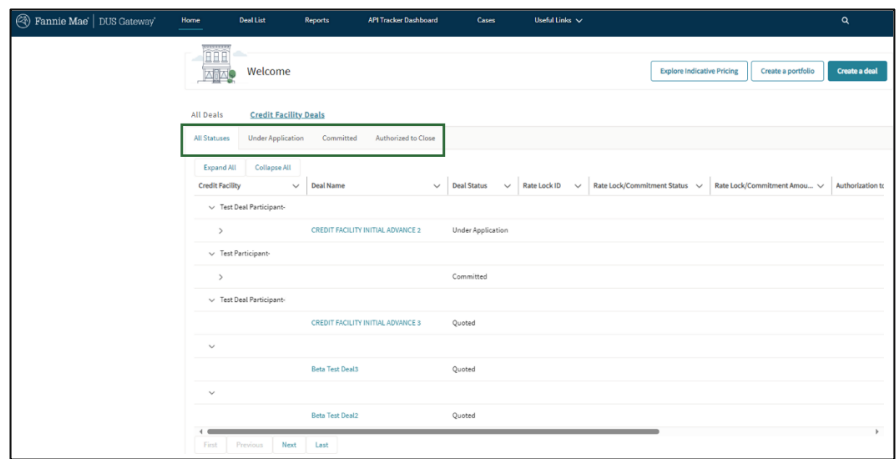 Fannie Mae® | DUS Gateway® Home Deal List Reports API Tracker Dashboard Cases Useful Links
Welcome Explore Indicative Pricing Create a portfolio Create a deal
All Deals Credit Facility Deals
All Statuses Under Application Committed Authorized to Close
Expand All Collapse All
Credit Facility Deal Name Deal Status Rate Lock ID Rate Lock/Commitment Status Rate Lock/Commitment Amou... Authorization to
Test Deal Participant-
CREDIT FACILITY INITIAL ADVANCE 2 Under Application
Test Participant-
Committed
Test Deal Participant-
CREDIT FACILITY INITIAL ADVANCE 3 Quoted
Beta Test Deal3 Quoted
Beta Test Deal2 Quoted
First Previous Next Last